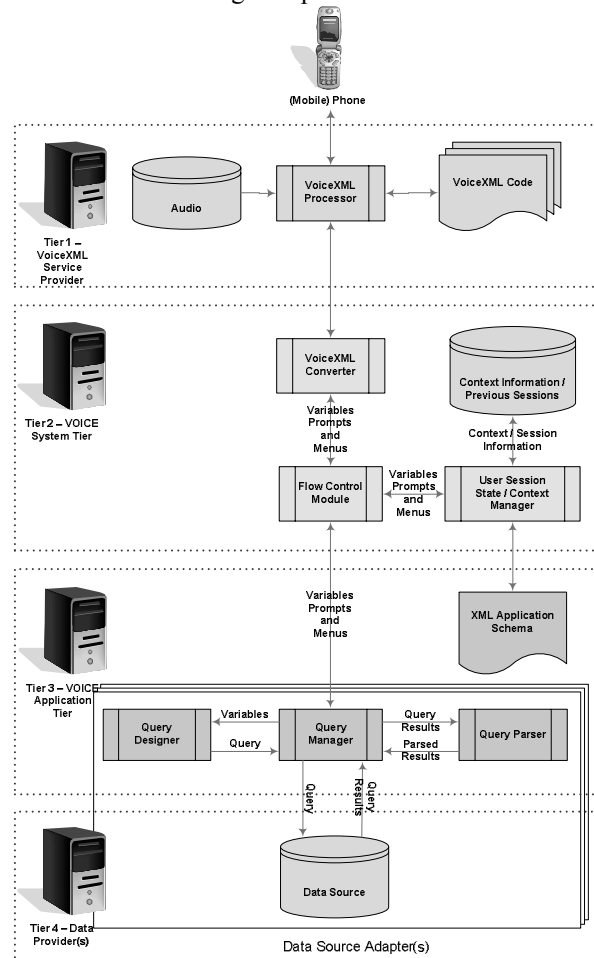 (Mobile) Phone
Audio
VoiceXML
Processor
VoiceXML Code
Tier 1 –
VoiceXML
Service
Provider
VoiceXML
Converter
Context Information /
Previous Sessions
Tier 2 – VOICE
System Tier
Variables
Prompts
and
Menus
Context / Session
Information
Flow Control
Module
Variables
Prompts
and
Menus
User Session
State / Context
Manager
Variables
Prompts
and
Menus
XML Application
Schema
Tier 3 – VOICE
Application
Tier
Query
Designer
Variables
Query
Query
Manager
Query
Results
Parsed
Results
Query Parser
Query
Query
Results
Data Source
Tier 4 – Data
Provider(s)
Data Source Adapter(s)